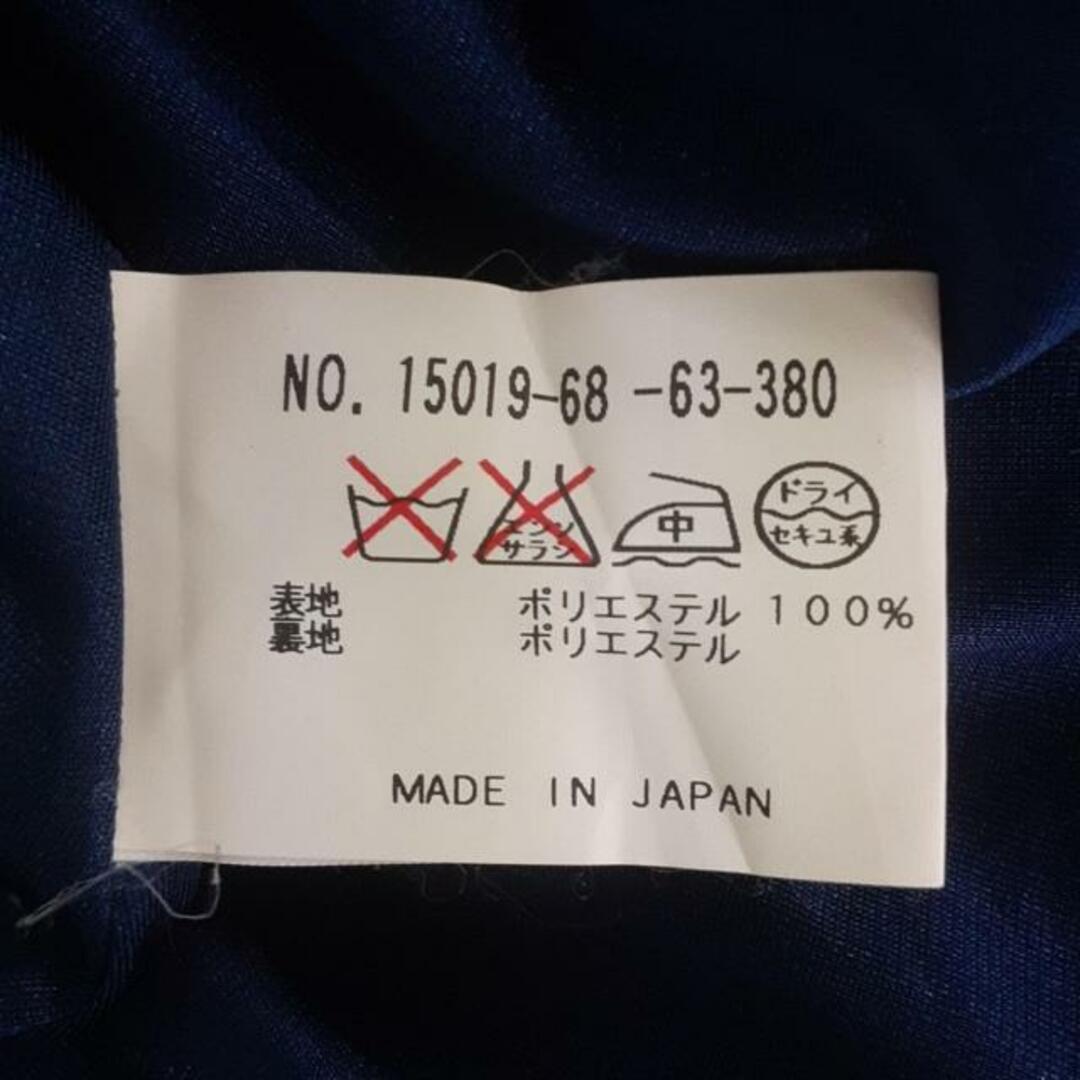 NO. 15019-68 -63-380
エンソ サラシ 中 ドライ セキユ系
表地 ポリエステル 100%
裏地 ポリエステル
MADE IN JAPAN